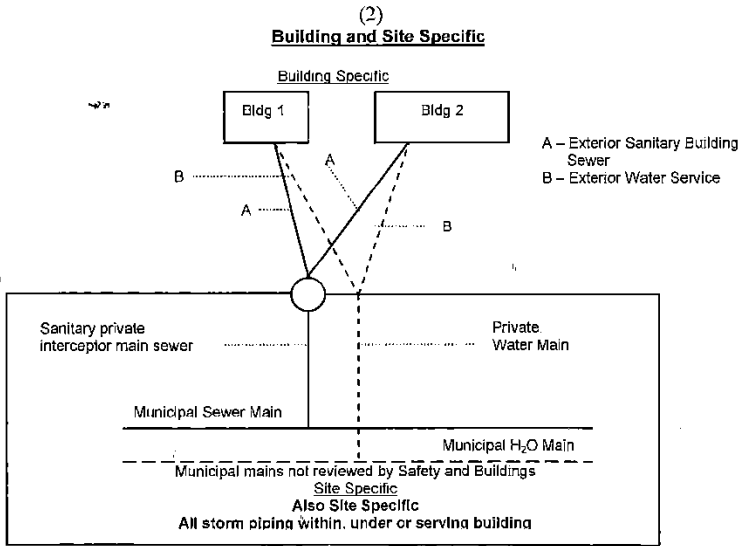 (2)
Building and Site Specific
Building Specific
Bldg 1
Bldg 2
A – Exterior Sanitary Building
Sewer
B – Exterior Water Service
A
B
A
B
Sanitary private
interceptor main sewer
Private
Water Main
Municipal Sewer Main
Municipal H₂O Main
Municipal mains not reviewed by Safety and Buildings
Site Specific
Also Site Specific
All storm piping within, under or serving building